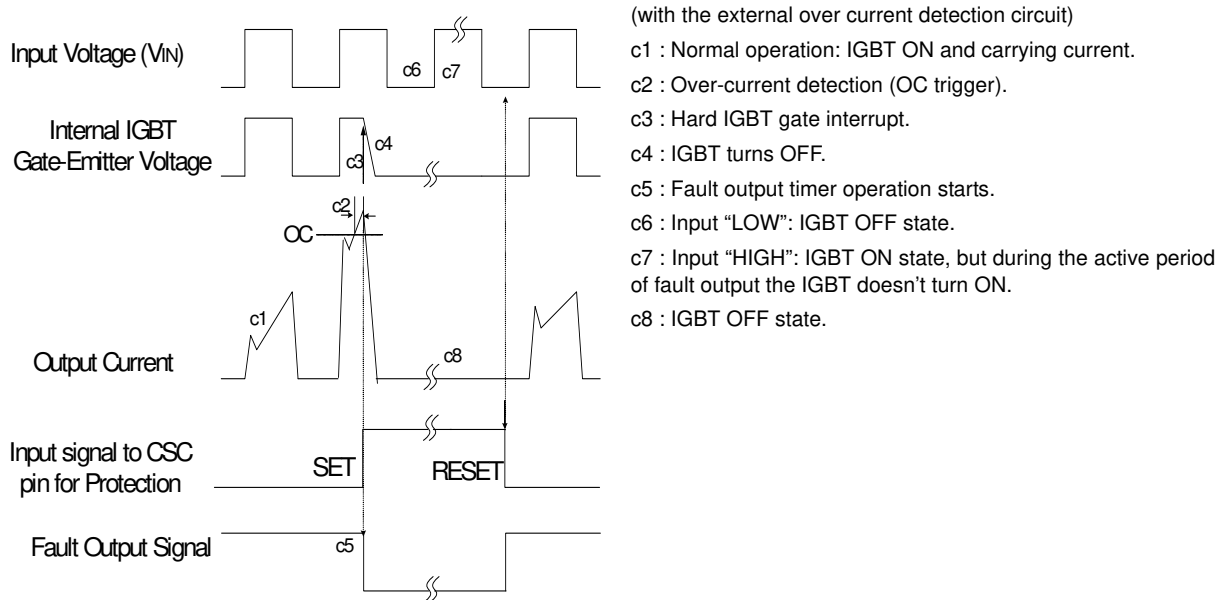 (with the external over current detection circuit)
c1 : Normal operation: IGBT ON and carrying current.
c2 : Over-current detection (OC trigger).
c3 : Hard IGBT gate interrupt.
c4 : IGBT turns OFF.
c5 : Fault output timer operation starts.
c6 : Input “LOW”: IGBT OFF state.
c7 : Input “HIGH”: IGBT ON state, but during the active period
of fault output the IGBT doesn’t turn ON.
c8 : IGBT OFF state.
Input Voltage (VIN)
c6
c7
Internal IGBT
Gate-Emitter Voltage
c3
c4
c2
OC
c1
Output Current
c8
Input signal to CSC
pin for Protection
SET
RESET
Fault Output Signal
c5